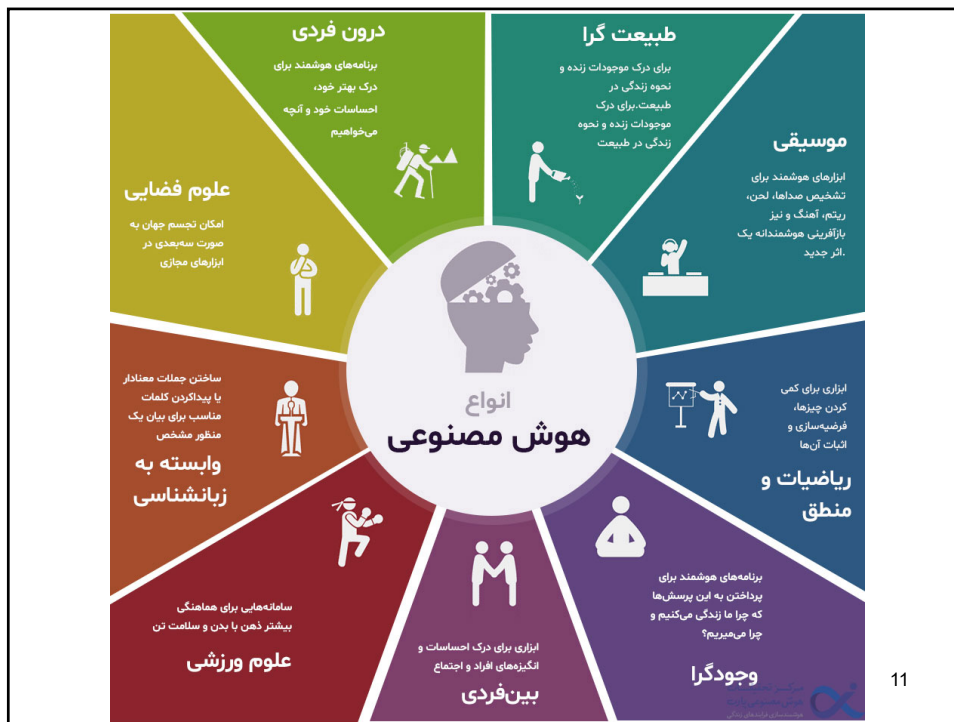 انواع
هوش مصنوعی
طبیعت گرا
برای درک موجودات زنده و
نحوه زندگی در
طبیعت.برای درک
موجودات زنده و نحوه
زندگی در طبیعت
موسیقی
ابزارهای هوشمند برای
تشخیص صداها، لحن،
ریتم، آهنگ و نیز
بازآفرینی هوشمندانه یک
اثر جدید.
ابزاری برای کمی
کردن چیزها،
فرضیه‌سازی و
اثبات آن‌ها
ریاضیات و
منطق
برنامه‌های هوشمند برای
پرداختن به این پرسش‌ها
که چرا ما زندگی می‌کنیم و
چرا می‌میریم؟
وجودگرا
ابزاری برای درک احساسات و
انگیزه‌های افراد و اجتماع
بین‌فردی
سامانه‌هایی برای هماهنگی
بیشتر ذهن با بدن و سلامت تن
علوم ورزشی
ساختن جملات معنادار
یا پیداکردن کلمات
مناسب برای بیان یک
منظور مشخص
وابسته به
زبانشناسی
علوم فضایی
امکان تجسم جهان به
صورت سه‌بعدی در
ابزارهای مجازی
درون فردی
برنامه‌های هوشمند برای
درک بهتر خود،
احساسات خود و آنچه
می‌خواهیم
11